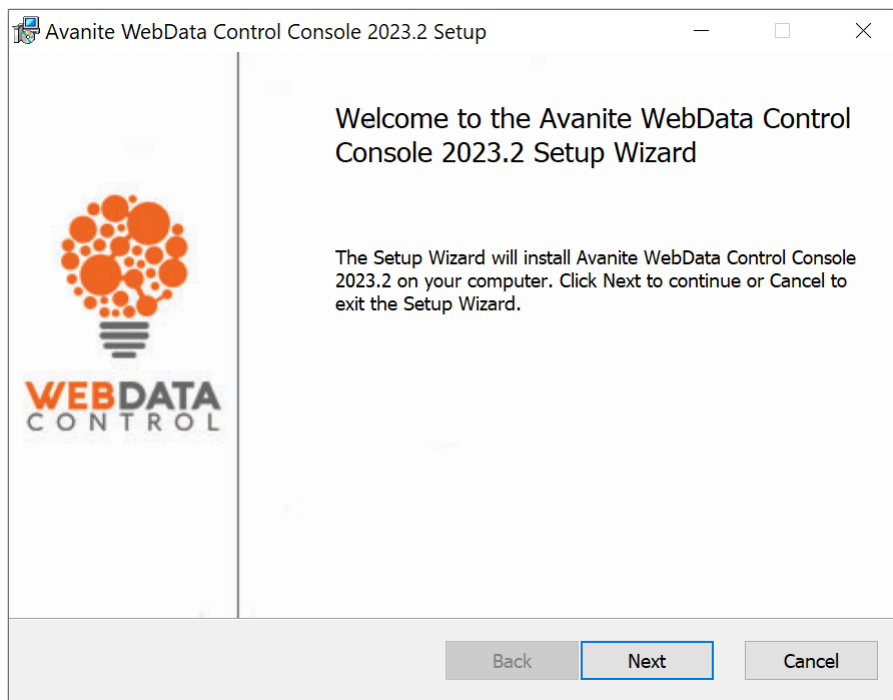 Avanite WebData Control Console 2023.2 Setup
Welcome to the Avanite WebData Control
Console 2023.2 Setup Wizard
The Setup Wizard will install Avanite WebData Control Console
2023.2 on your computer. Click Next to continue or Cancel to
exit the Setup Wizard.
WEBDATA
CONTROL
Back
Next
Cancel